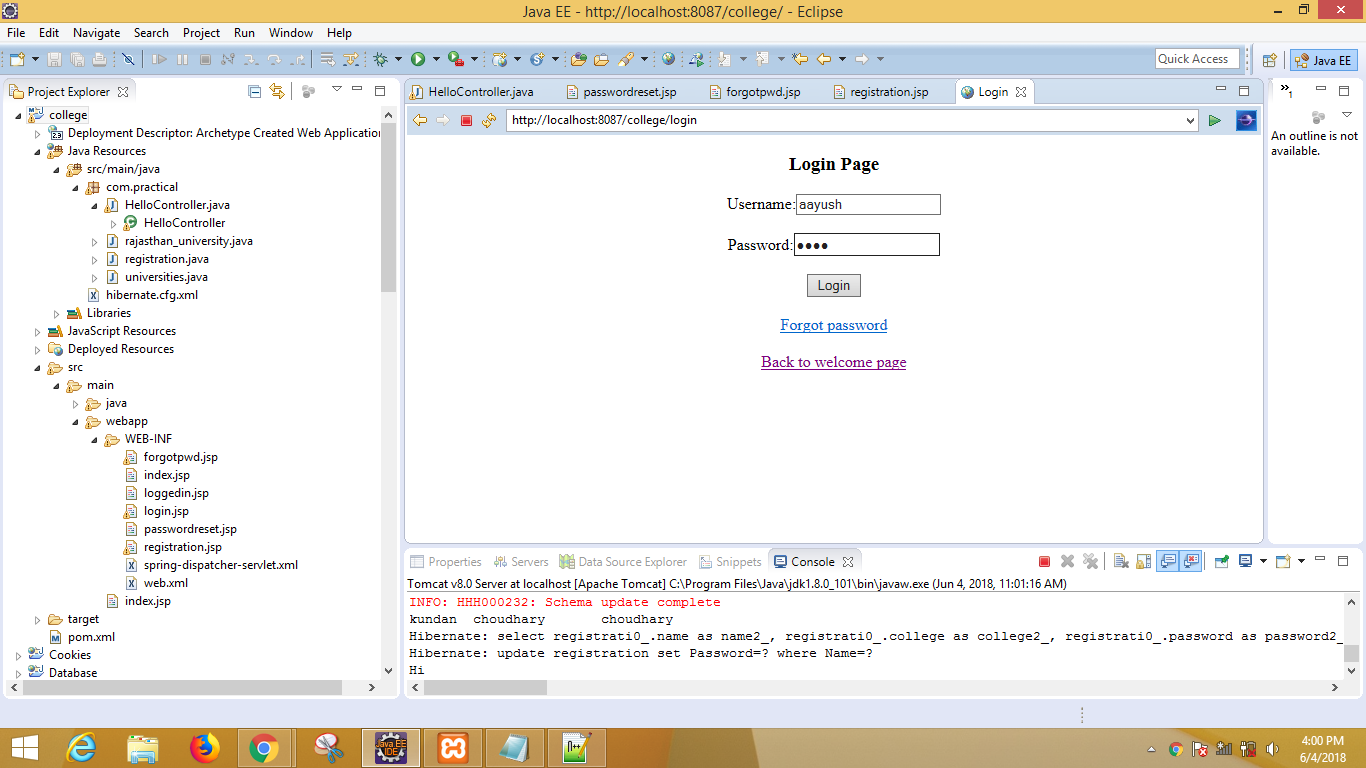 Java EE - http://localhost:8087/college/ - Eclipse
File Edit Navigate Search Project Run Window Help
Quick Access
Java EE
Project Explorer
college
Deployment Descriptor: Archetype Created Web Application
Java Resources
src/main/java
com.practical
HelloController.java
HelloController
rajasthan_university.java
registration.java
universities.java
hibernate.cfg.xml
Libraries
JavaScript Resources
Deployed Resources
src
main
java
webapp
WEB-INF
forgotpwd.jsp
index.jsp
loggedin.jsp
login.jsp
passwordreset.jsp
registration.jsp
spring-dispatcher-servlet.xml
web.xml
index.jsp
target
pom.xml
Cookies
Database
HelloController.java passwordreset.jsp forgotpwd.jsp registration.jsp Login
http://localhost:8087/college/login
Login Page
Username: aayush
Password: ●●●●
Login
Forgot password
Back to welcome page
»1
An outline is not
available.
Properties Servers Data Source Explorer Snippets Console
Tomcat v8.0 Server at localhost [Apache Tomcat] C:\Program Files\Java\jdk1.8.0_101\bin\javaw.exe (Jun 4, 2018, 11:01:16 AM)
INFO: HHH000232: Schema update complete
kundan choudhary choudhary
Hibernate: select registrati0_.name as name2_, registrati0_.college as college2_, registrati0_.password as password2_
Hibernate: update registration set Password=? where Name=?
Hi
Java EE
IDE
4:00 PM
6/4/2018